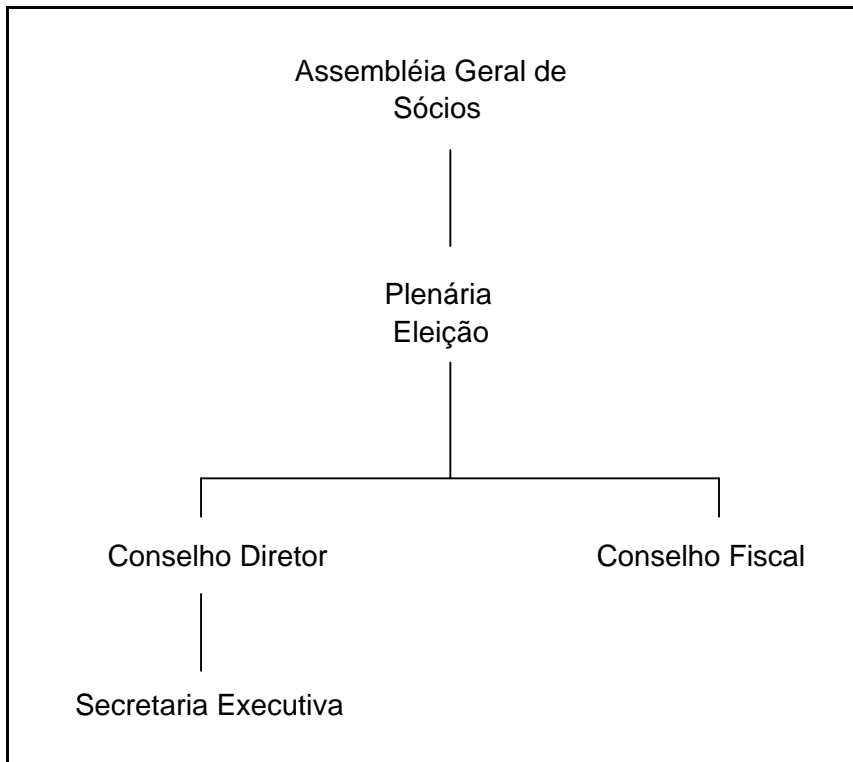 Assembléia Geral de
Sócios
Plenária
Eleição
Conselho Diretor
Conselho Fiscal
Secretaria Executiva